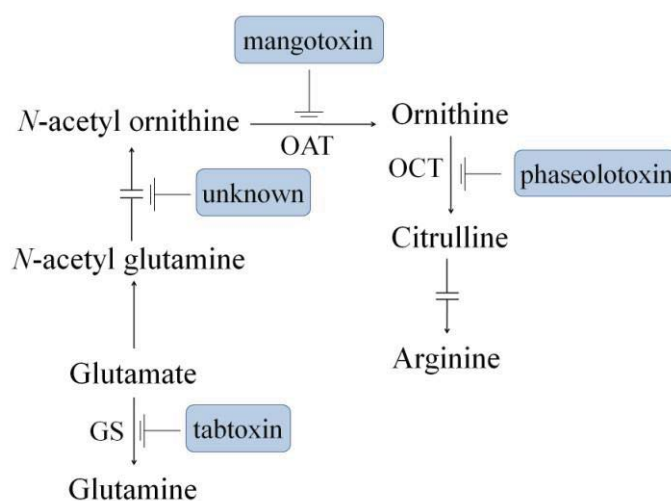 mangotoxin
N-acetyl ornithine
Ornithine
OAT
OCT
phaseolotoxin
unknown
Citrulline
N-acetyl glutamine
Arginine
Glutamate
GS
tabtoxin
Glutamine